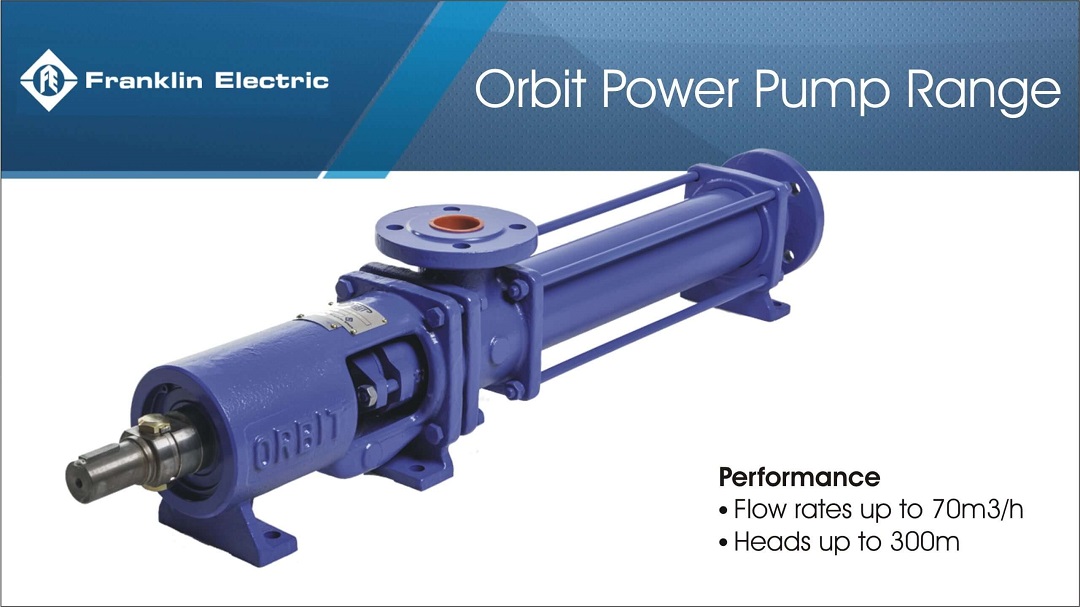 Franklin Electric
Orbit Power Pump Range
ORBIT
Performance
• Flow rates up to 70m3/h
• Heads up to 300m